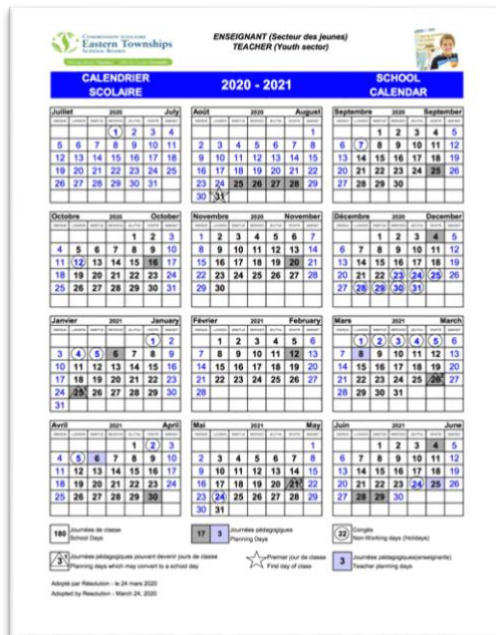 COMMISSION SCOLAIRE
Eastern Townships
SCHOOL BOARD
ENSEIGNANT (Secteur des jeunes)
TEACHER (Youth sector)
CALENDRIER SCOLAIRE
2020 - 2021
SCHOOL CALENDAR
Juillet 2020 July
1 2 3 4
5 6 7 8 9 10 11
12 13 14 15 16 17 18
19 20 21 22 23 24 25
26 27 28 29 30 31
Août 2020 August
1
2 3 4 5 6 7 8
9 10 11 12 13 14 15
16 17 18 19 20 21 22
23 24 25 26 27 28 29
30 31
Septembre 2020 September
1 2 3 4 5
6 7 8 9 10 11 12
13 14 15 16 17 18 19
20 21 22 23 24 25 26
27 28 29 30
Octobre 2020 October
1 2 3
4 5 6 7 8 9 10
11 12 13 14 15 16 17
18 19 20 21 22 23 24
25 26 27 28 29 30 31
Novembre 2020 November
1 2 3 4 5 6 7
8 9 10 11 12 13 14
15 16 17 18 19 20 21
22 23 24 25 26 27 28
29 30
Décembre 2020 December
1 2 3 4 5
6 7 8 9 10 11 12
13 14 15 16 17 18 19
20 21 22 23 24 25 26
27 28 29 30 31
Janvier 2021 January
1 2
3 4 5 6 7 8 9
10 11 12 13 14 15 16
17 18 19 20 21 22 23
24 25 26 27 28 29 30
31
Février 2021 February
1 2 3 4 5 6
7 8 9 10 11 12 13
14 15 16 17 18 19 20
21 22 23 24 25 26 27
28
Mars 2021 March
1 2 3 4 5 6
7 8 9 10 11 12 13
14 15 16 17 18 19 20
21 22 23 24 25 26 27
28 29 30 31
Avril 2021 April
1 2 3
4 5 6 7 8 9 10
11 12 13 14 15 16 17
18 19 20 21 22 23 24
25 26 27 28 29 30
Mai 2021 May
1
2 3 4 5 6 7 8
9 10 11 12 13 14 15
16 17 18 19 20 21 22
23 24 25 26 27 28 29
30 31
Juin 2021 June
1 2 3 4 5
6 7 8 9 10 11 12
13 14 15 16 17 18 19
20 21 22 23 24 25 26
27 28 29 30
180 Journées de classe
School Days
17 3 Journées pédagogiques
Planning Days
22 Congés
Non-Working days (Holidays)
3 Journées pédagogiques pouvant devenir jours de classe
Planning days which may convert to a school day
Premier jour de classe
First day of class
3 Journées pédagogiques(enseignants)
Teacher planning days
Adopté par Résolution - le 24 mars 2020
Adopted by Resolution - March 24, 2020